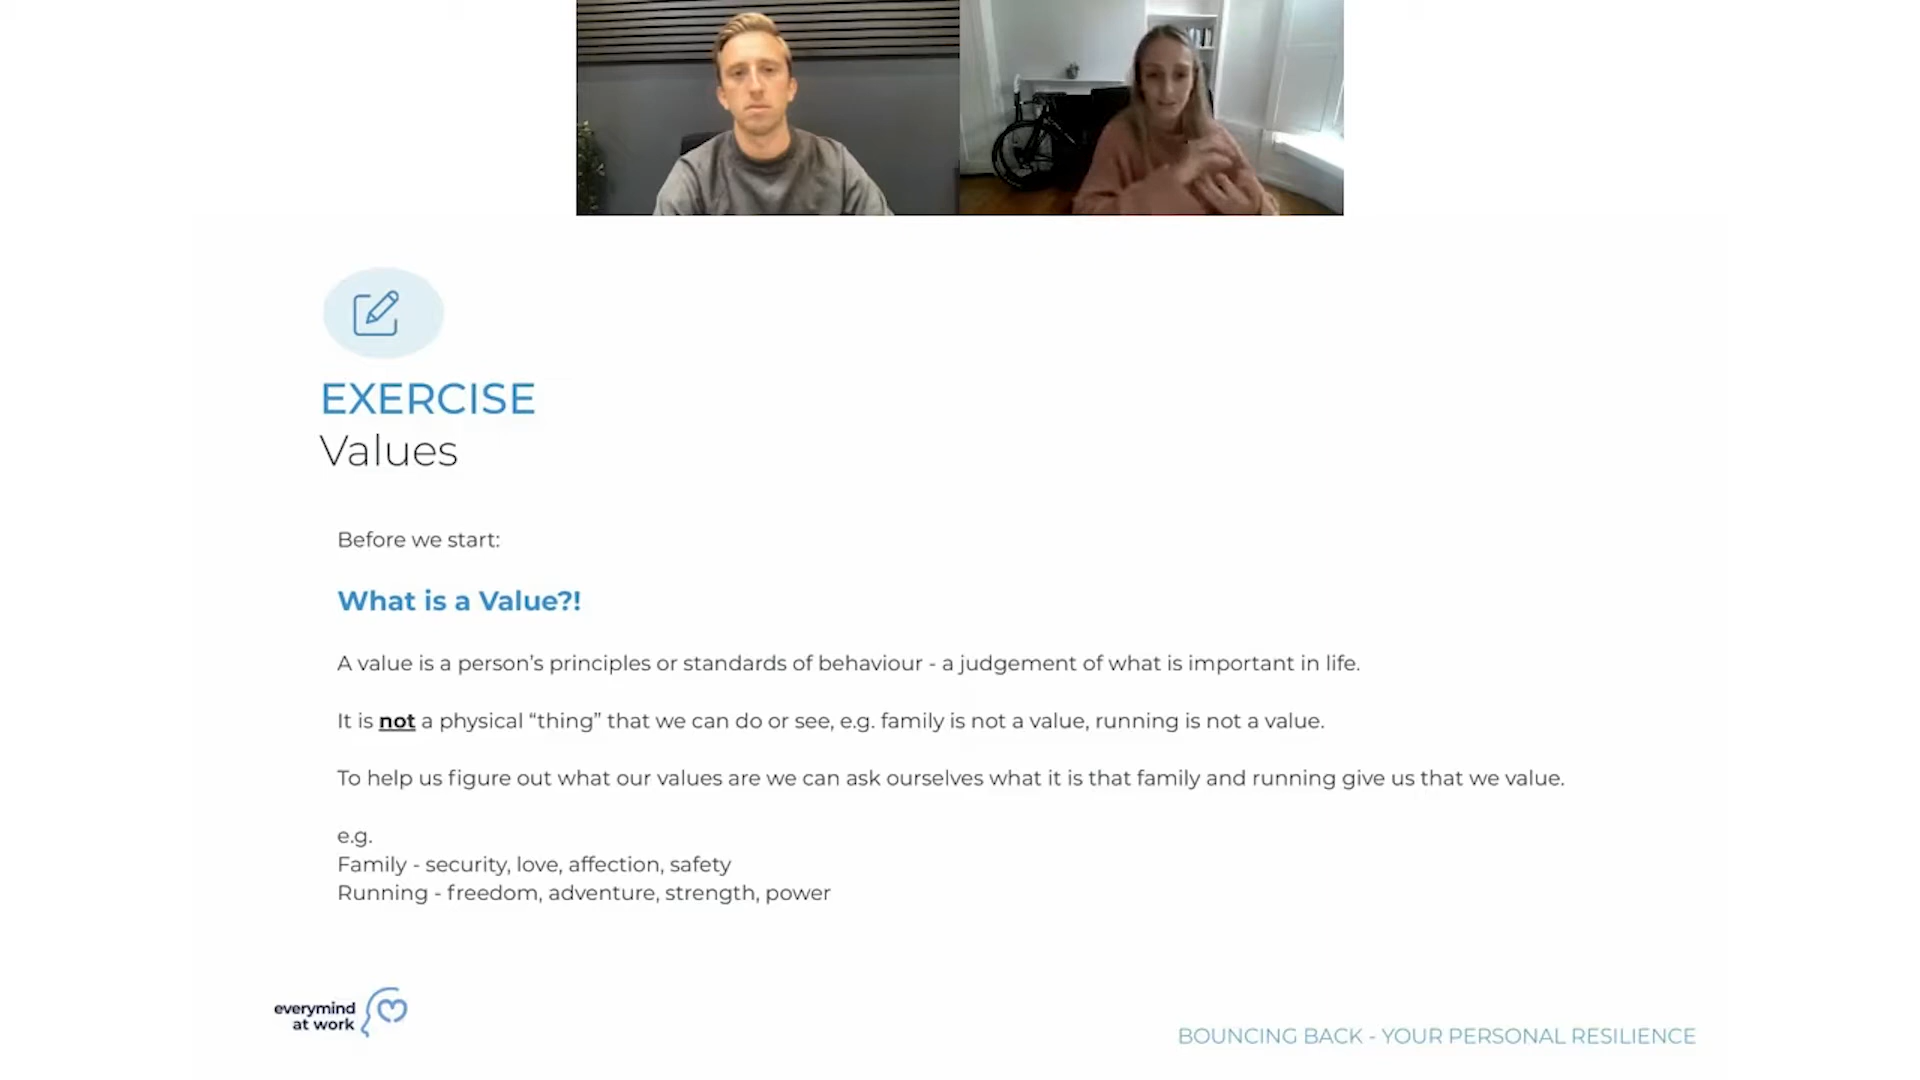 EXERCISE
Values
Before we start:
What is a Value?!
A value is a person’s principles or standards of behaviour - a judgement of what is important in life.
It is not a physical “thing” that we can do or see, e.g. family is not a value, running is not a value.
To help us figure out what our values are we can ask ourselves what it is that family and running give us that we value.
e.g.
Family - security, love, affection, safety
Running - freedom, adventure, strength, power
everymind
at work
BOUNCING BACK - YOUR PERSONAL RESILIENCE